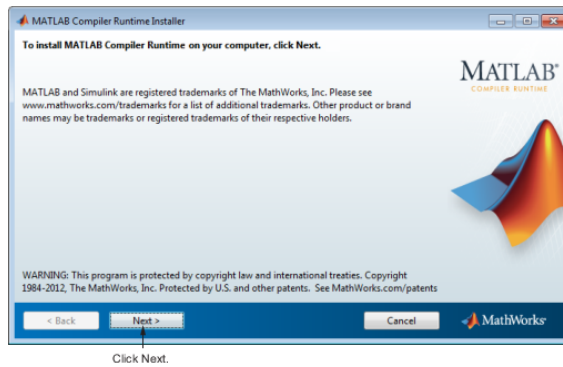 MATLAB Compiler Runtime Installer
To install MATLAB Compiler Runtime on your computer, click Next.
MATLAB®
COMPILER RUNTIME
MATLAB and Simulink are registered trademarks of The MathWorks, Inc. Please see
www.mathworks.com/trademarks for a list of additional trademarks. Other product or brand
names may be trademarks or registered trademarks of their respective holders.
WARNING: This program is protected by copyright law and international treaties. Copyright
1984-2012, The MathWorks, Inc. Protected by U.S. and other patents. See MathWorks.com/patents
< Back
Next >
Cancel
MathWorks®
Click Next.